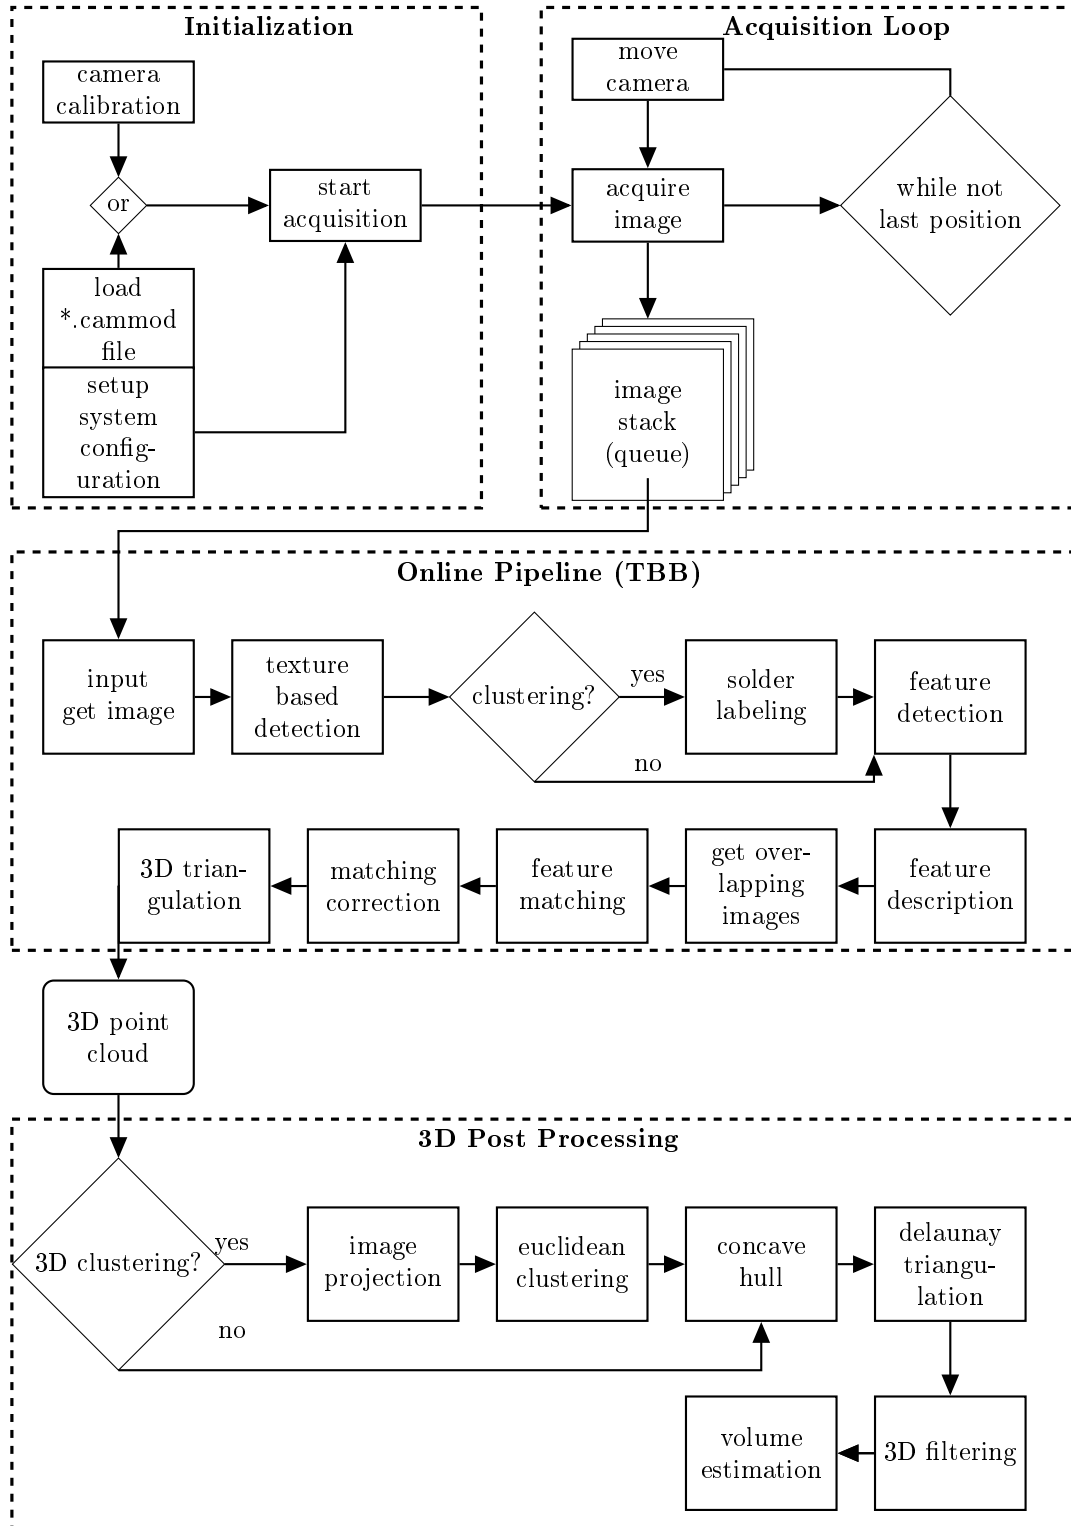 Initialization
camera
calibration
or
load
*.cammod
file
setup
system
config-
uration
start
acquisition
Acquisition Loop
move
camera
acquire
image
while not
last position
image
stack
(queue)
Online Pipeline (TBB)
input
get image
texture
based
detection
clustering?
yes
no
solder
labeling
feature
detection
feature
description
get over-
lapping
images
feature
matching
matching
correction
3D trian-
gulation
3D point
cloud
3D Post Processing
3D clustering?
yes
no
image
projection
euclidean
clustering
concave
hull
delaunay
triangu-
lation
3D filtering
volume
estimation